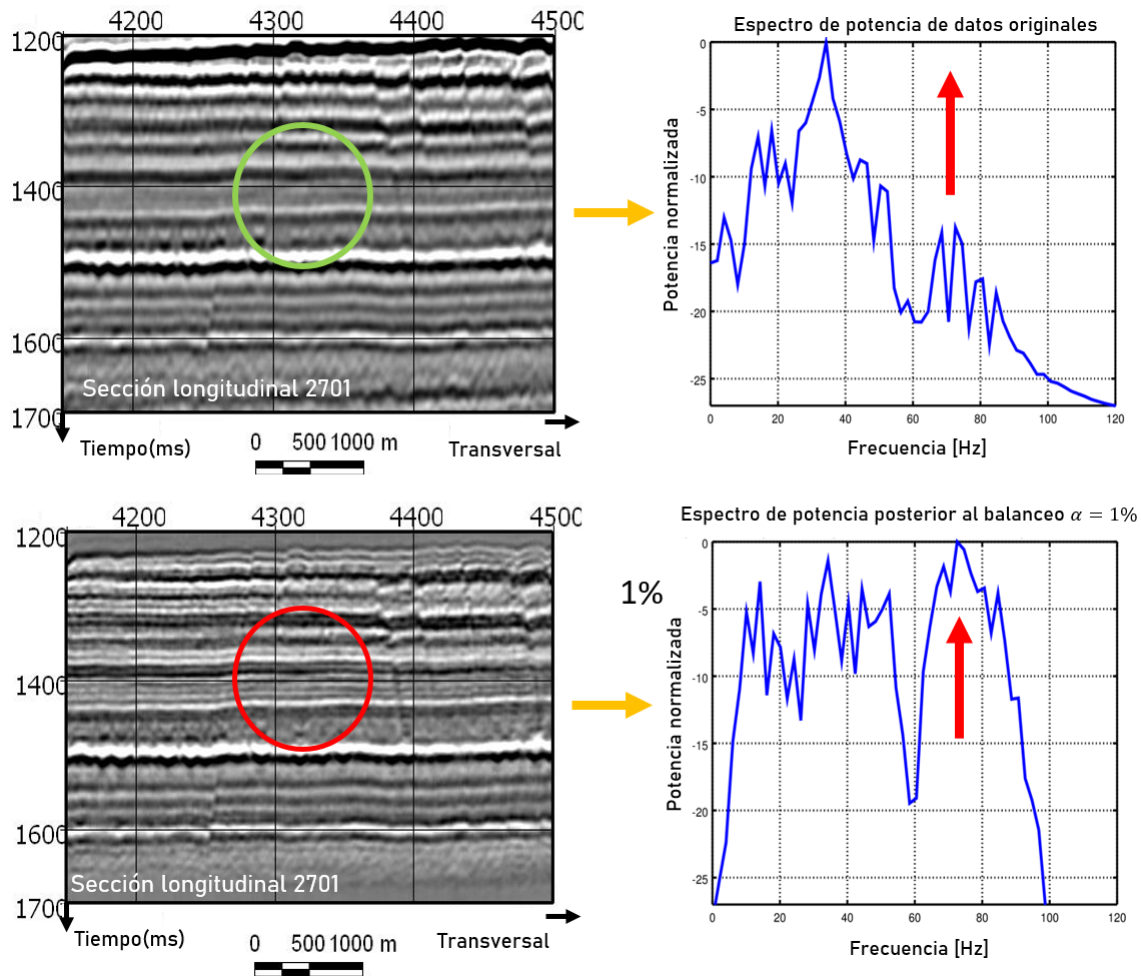 4200 4300 4400 4500
1200
1400
1600
1700
Sección longitudinal 2701
Tiempo(ms)
0 500 1000 m
Transversal
Espectro de potencia de datos originales
Potencia normalizada
0
-5
-10
-15
-20
-25
0 20 40 60 80 100 120
Frecuencia [Hz]
4200 4300 4400 4500
1200
1400
1600
1700
Sección longitudinal 2701
Tiempo(ms)
0 500 1000 m
Transversal
Espectro de potencia posterior al balanceo α = 1%
1%
Potencia normalizada
0
-5
-10
-15
-20
-25
0 20 40 60 80 100 120
Frecuencia [Hz]